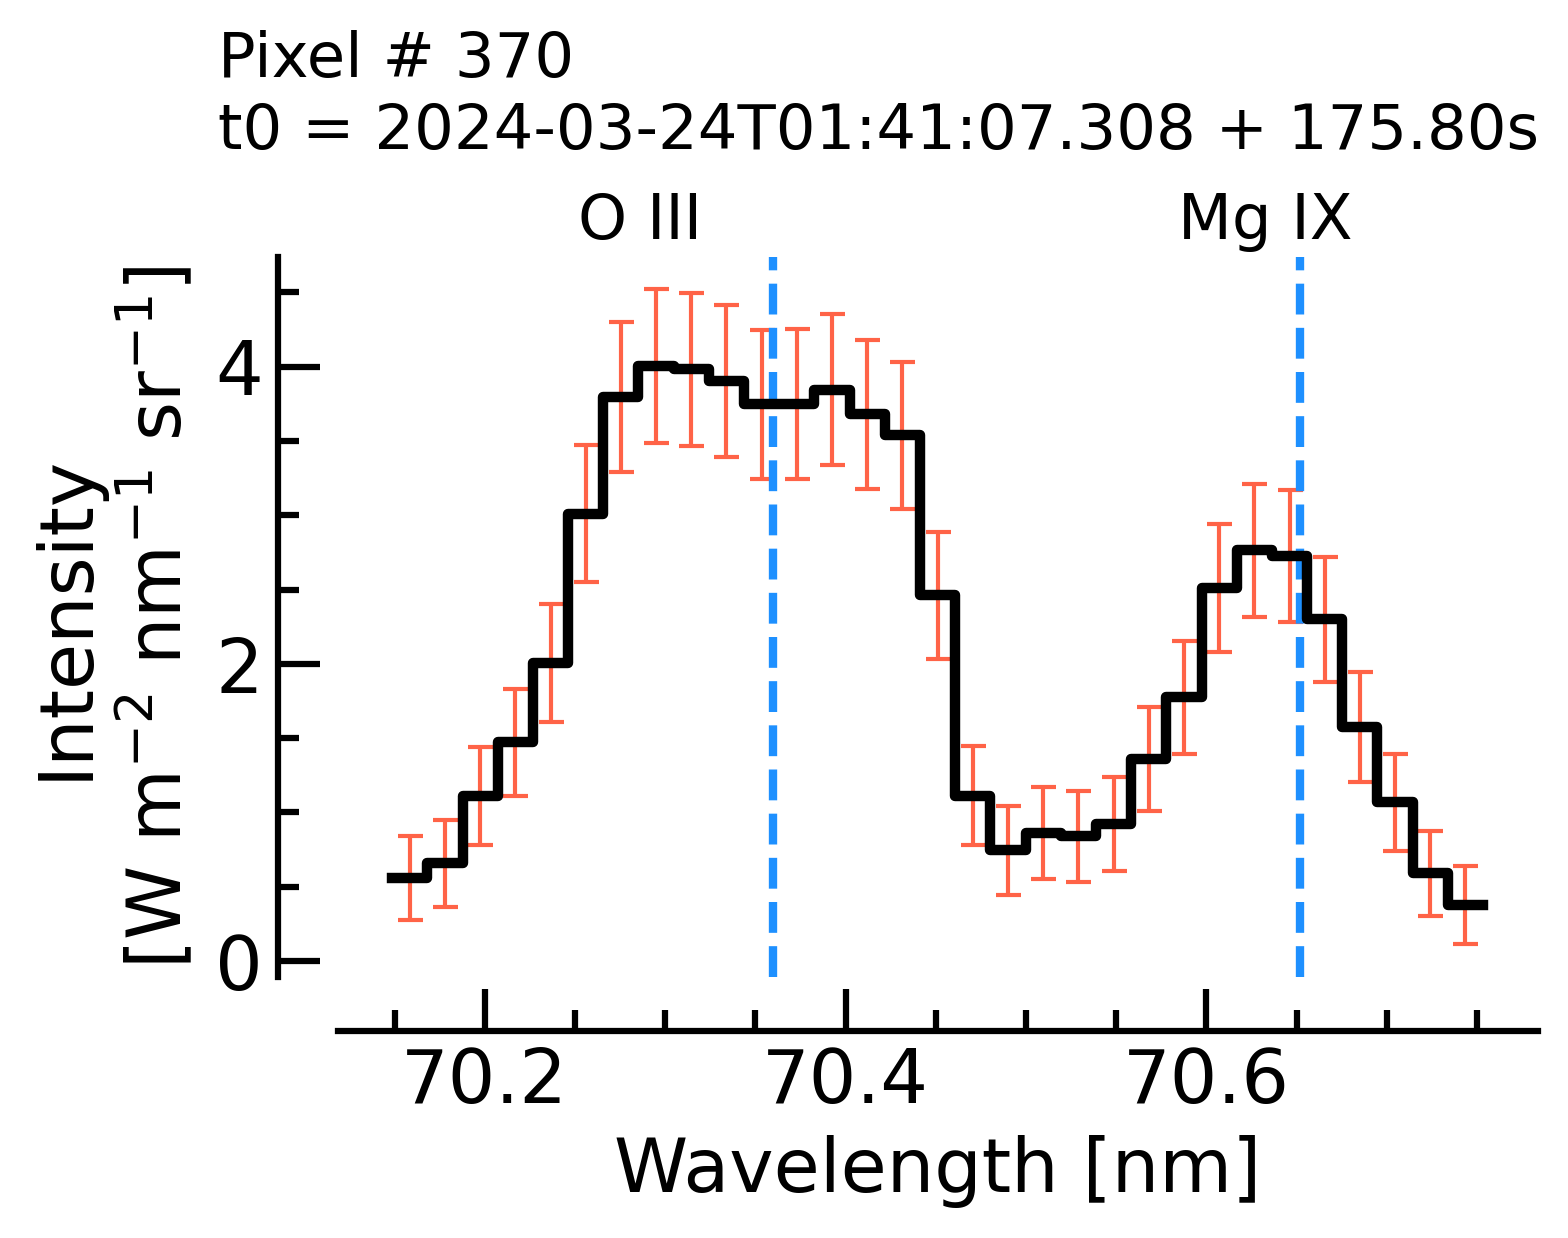 Pixel # 370
t0 = 2024-03-24T01:41:07.308 + 175.80s
O III
Mg IX
Intensity
[W m⁻² nm⁻¹ sr⁻¹]
4
2
0
70.2
70.4
70.6
Wavelength [nm]